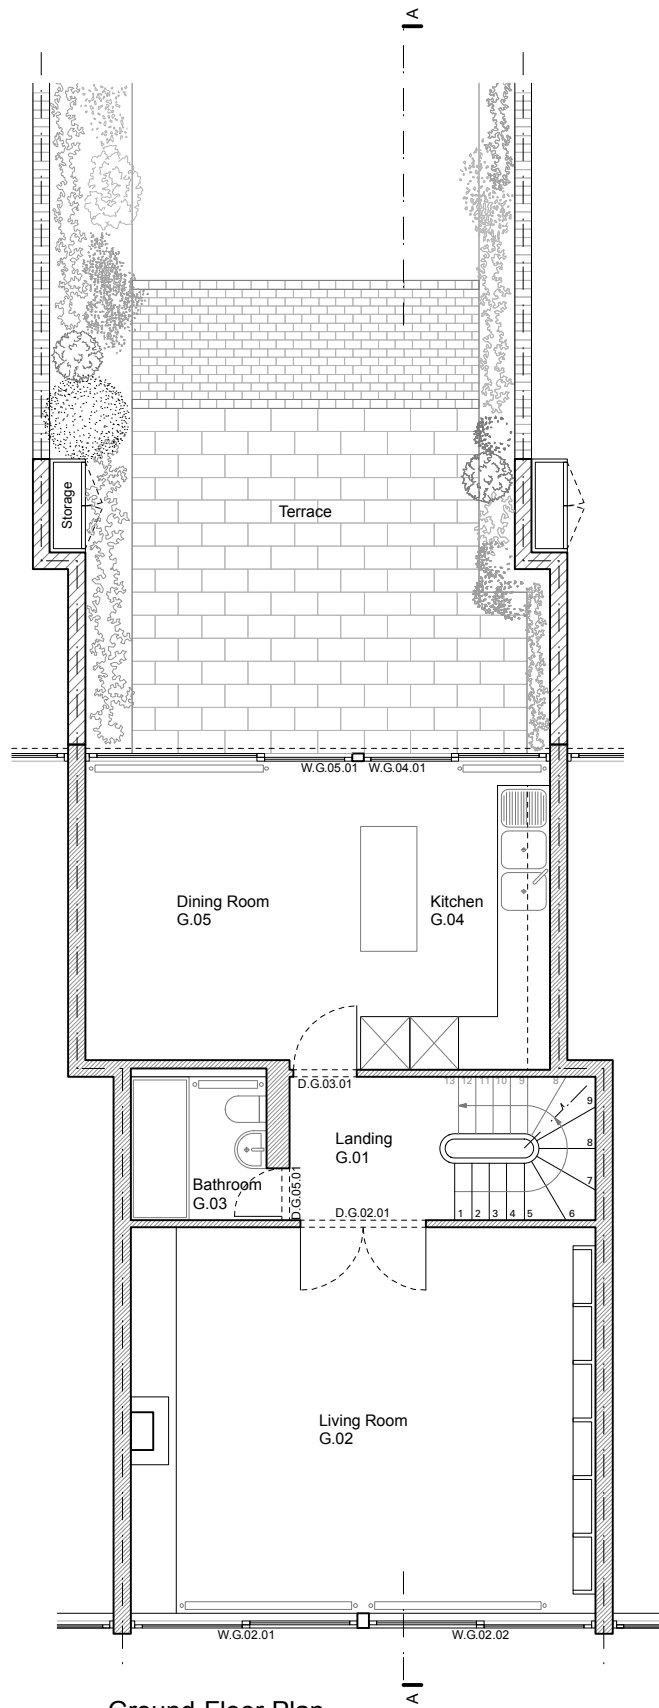 A
Storage
Terrace
W.G.05.01 W.G.04.01
Dining Room
G.05
Kitchen
G.04
D.G.03.01
13 12 11 10 9 8
9
8
7
Landing
G.01
Bathroom
G.03
D.G.05.01
D.G.02.01
1 2 3 4 5 6
Living Room
G.02
W.G.02.01
W.G.02.02
A
Ground Floor Plan